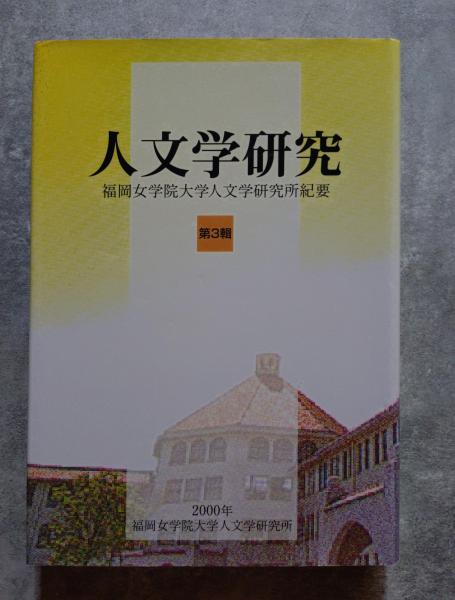 人文学研究
福岡女学院大学人文学研究所紀要
第3輯
2000年
福岡女学院大学人文学研究所